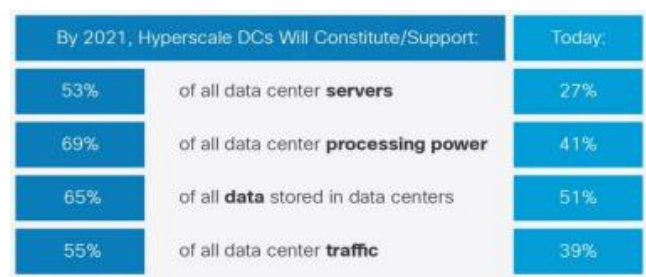 By 2021, Hyperscale DCs Will Constitute/Support: Today:
53% of all data center servers 27%
69% of all data center processing power 41%
65% of all data stored in data centers 51%
55% of all data center traffic 39%